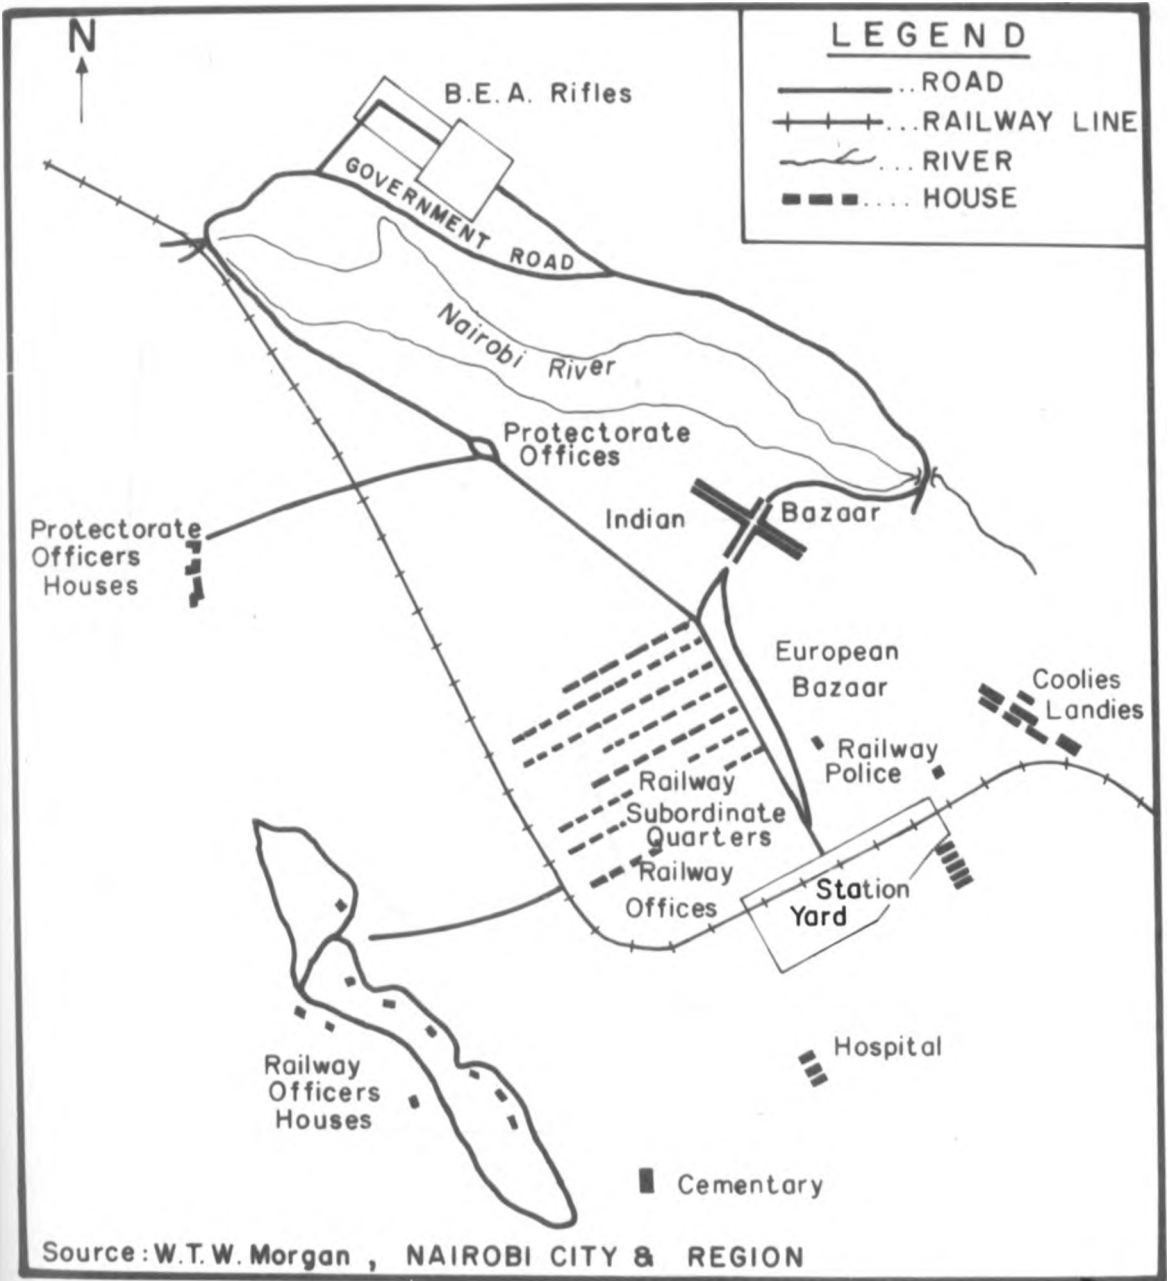 N
LEGEND
.. ROAD
... RAILWAY LINE
... RIVER
.... HOUSE
B.E.A. Rifles
GOVERNMENT ROAD
Nairobi River
Protectorate
Offices
Indian Bazaar
Protectorate
Officers
Houses
European
Bazaar
Coolies
Landies
Railway
Police
Railway
Subordinate
Quarters
Railway
Offices
Station
Yard
Railway
Officers
Houses
Hospital
Cementary
Source: W.T.W. Morgan , NAIROBI CITY & REGION